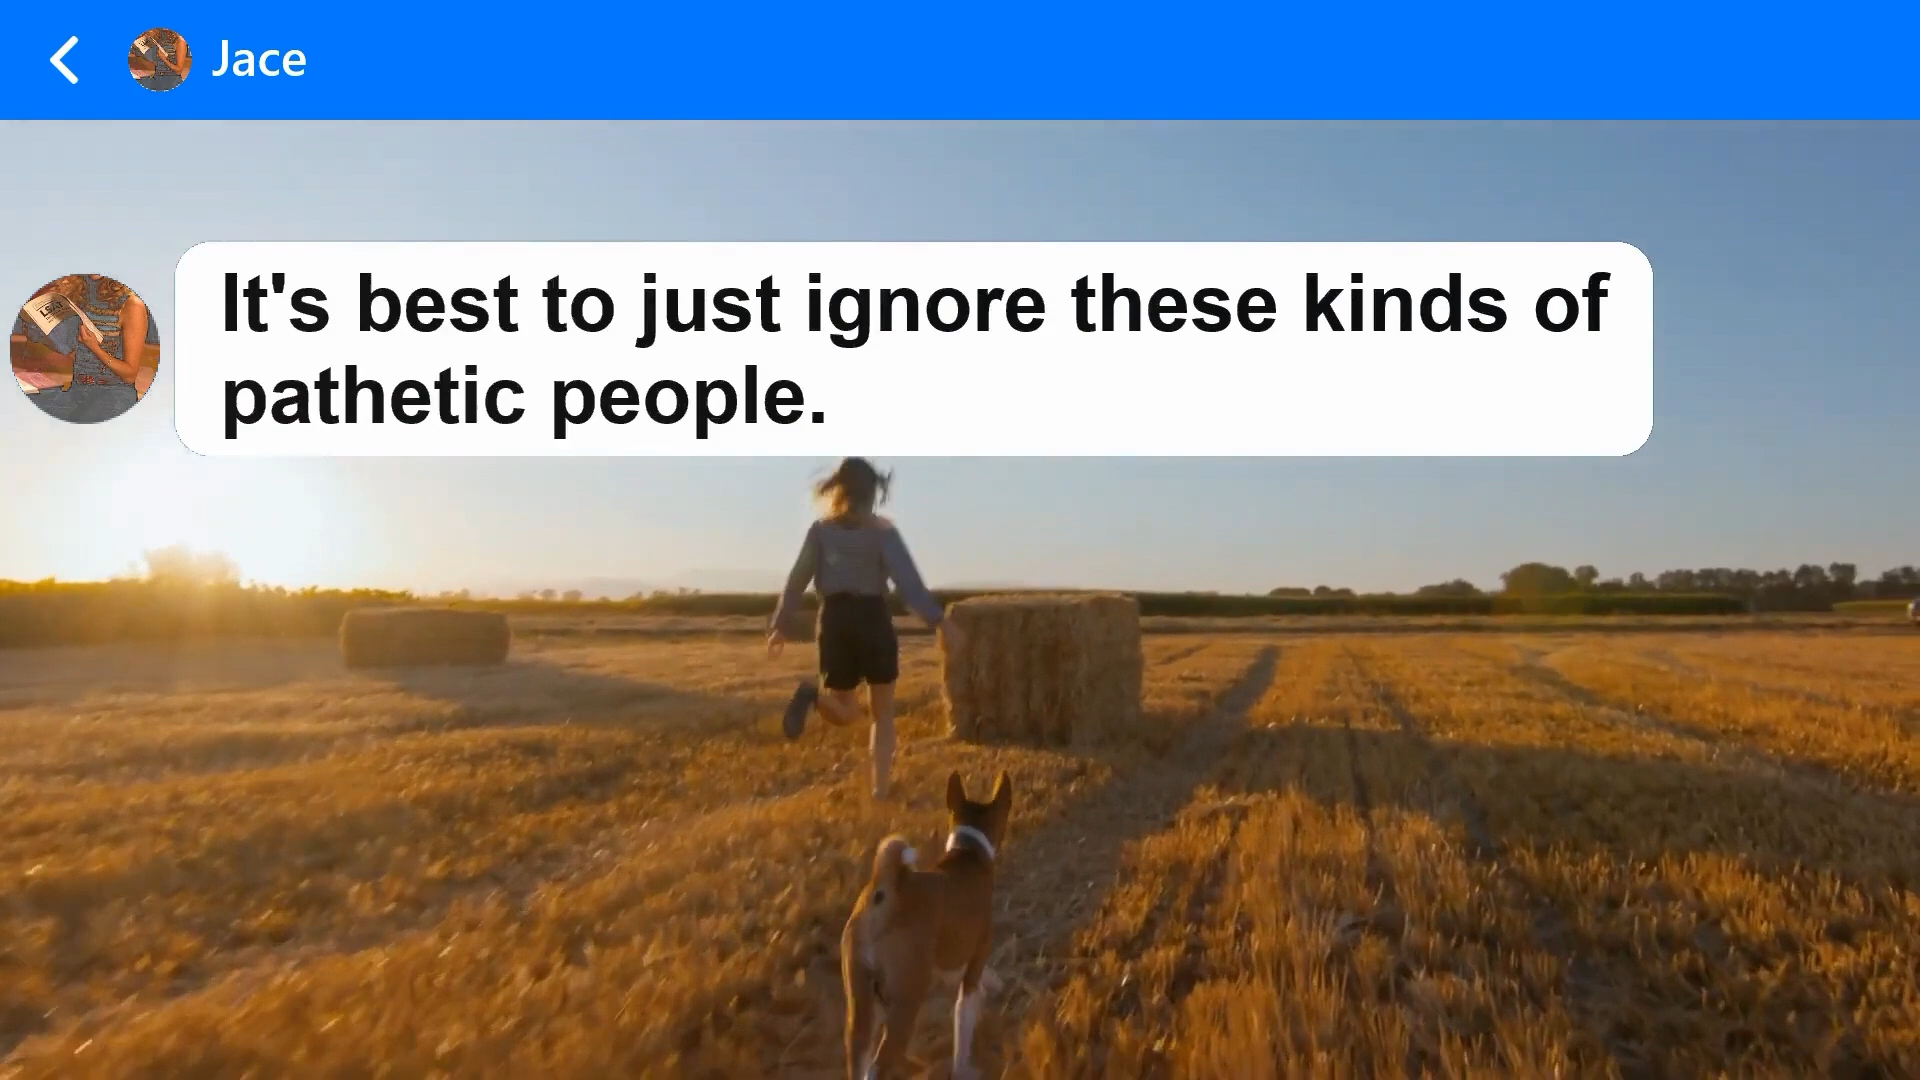 Jace
It's best to just ignore these kinds of
pathetic people.